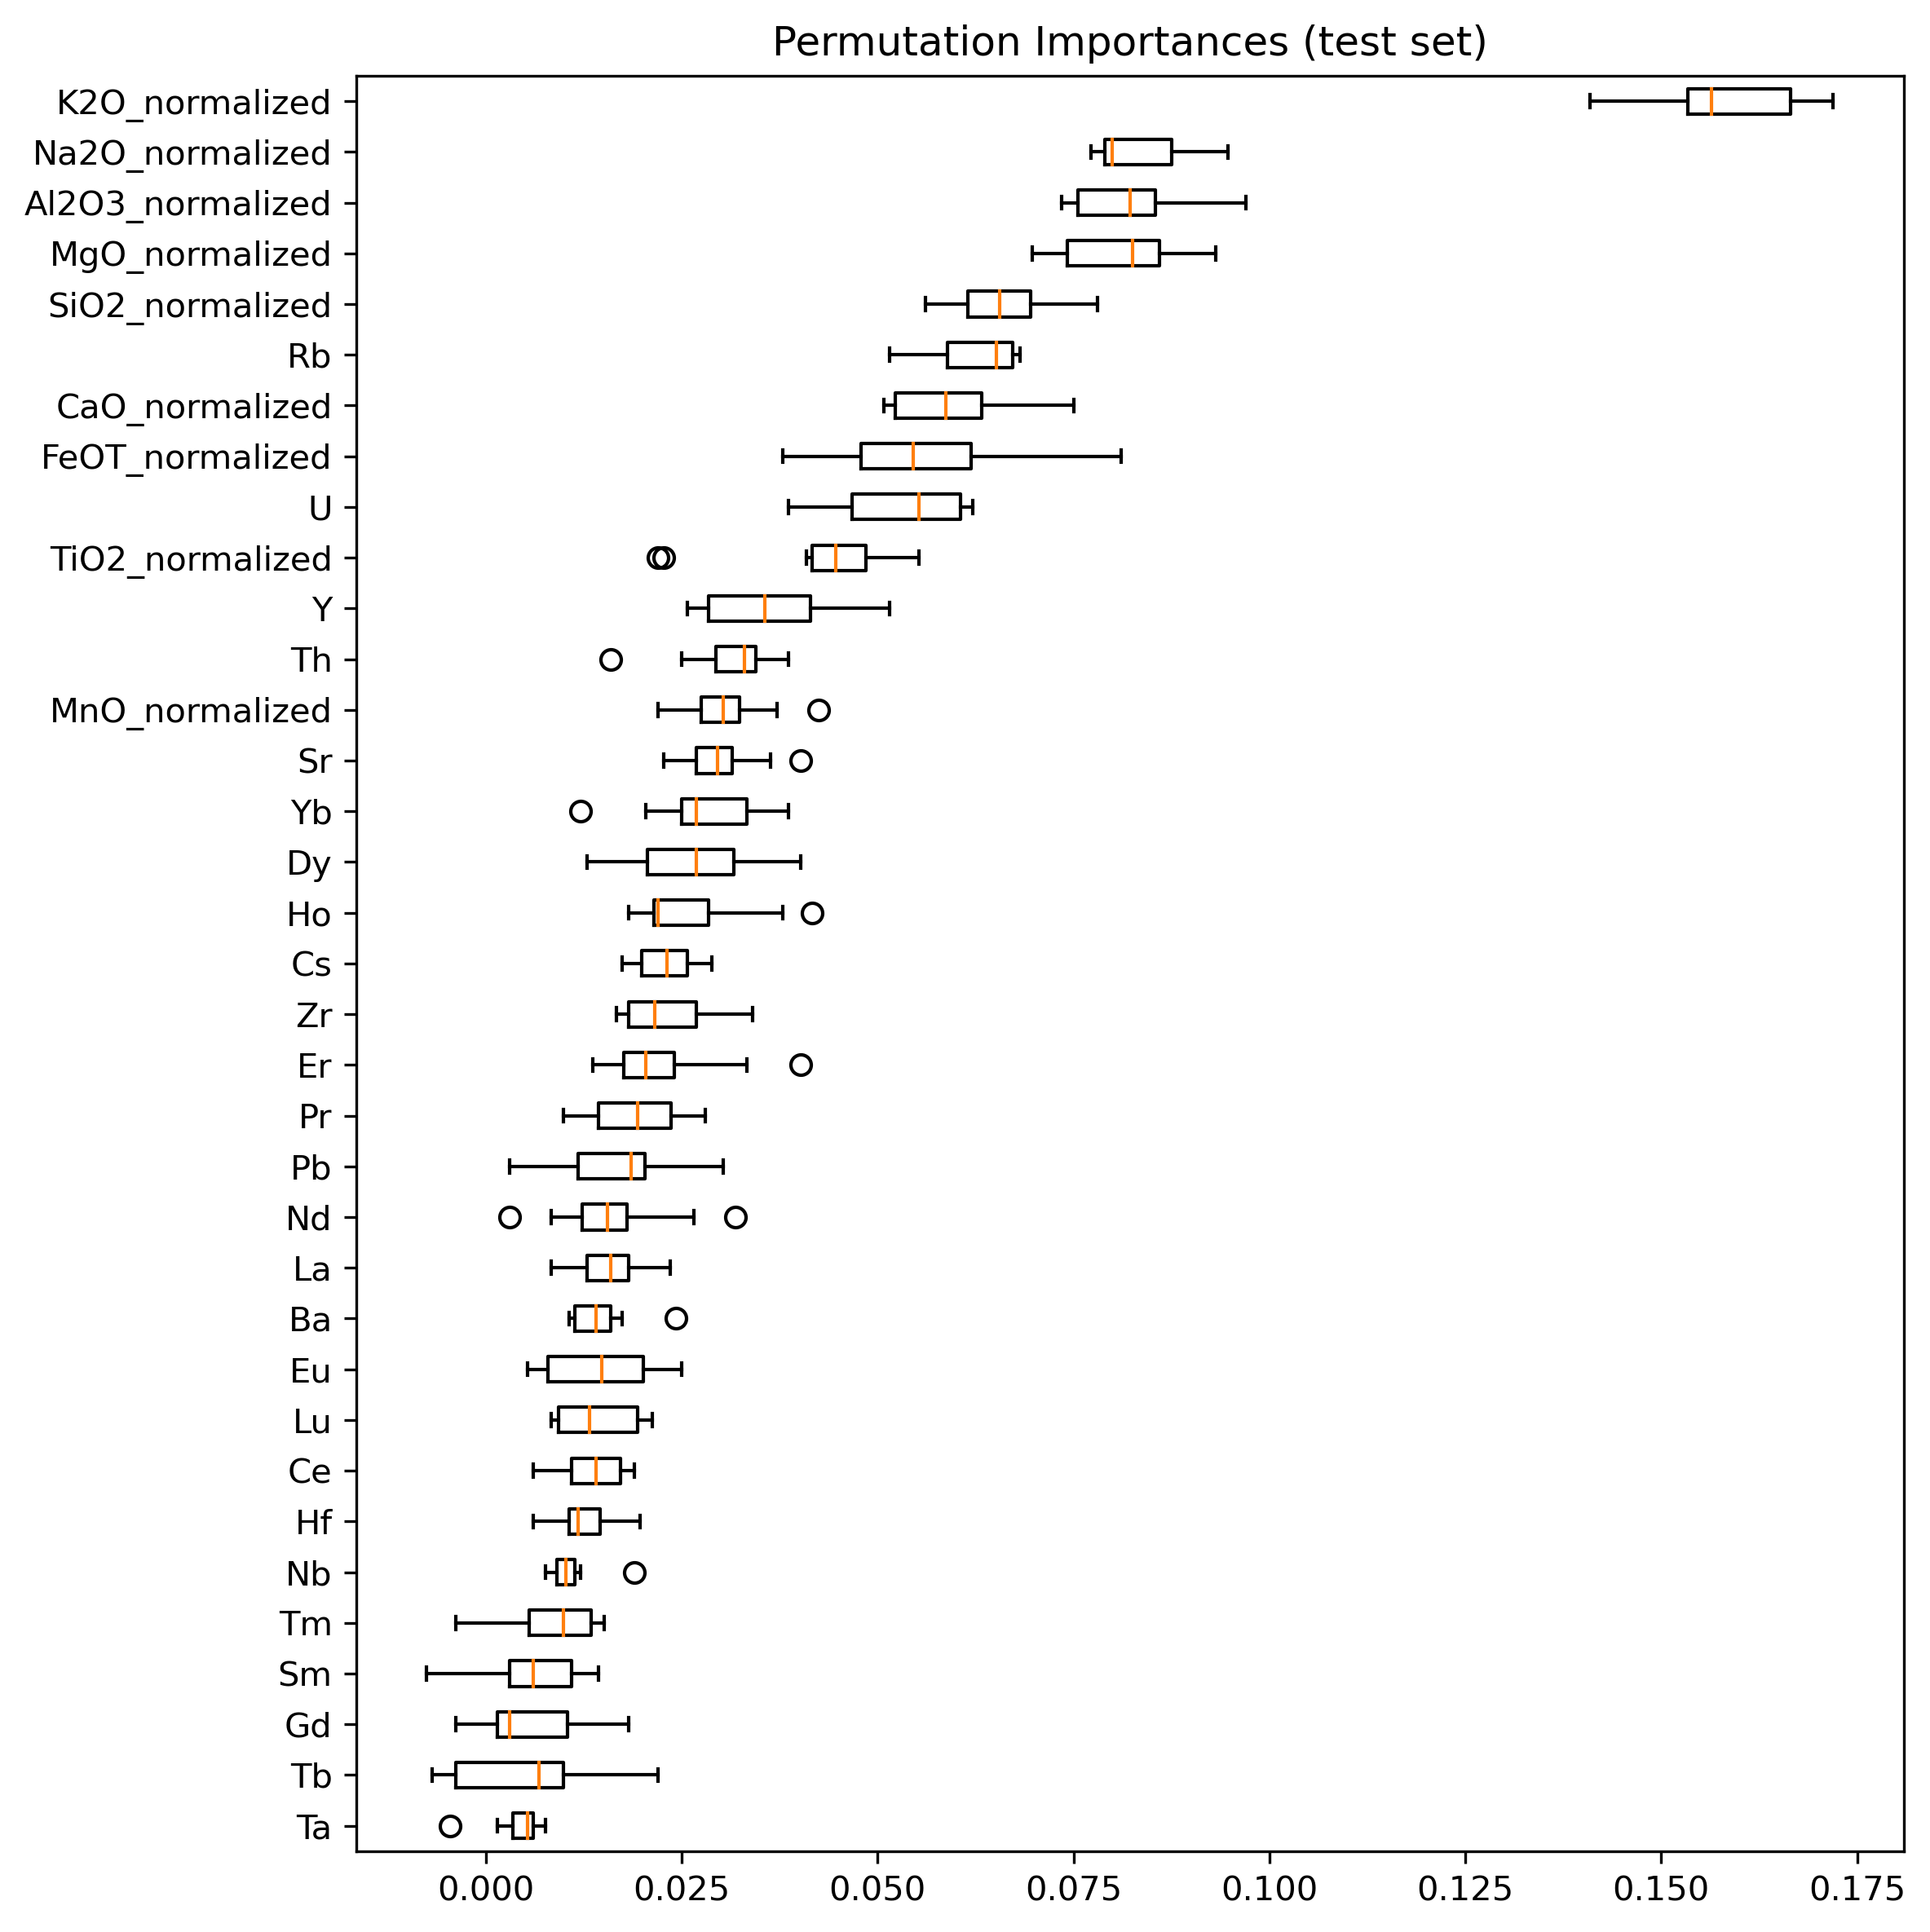 Permutation Importances (test set)
K2O_normalized
Na2O_normalized
Al2O3_normalized
MgO_normalized
SiO2_normalized
Rb
CaO_normalized
FeOT_normalized
U
TiO2_normalized
Y
Th
MnO_normalized
Sr
Yb
Dy
Ho
Cs
Zr
Er
Pr
Pb
Nd
La
Ba
Eu
Lu
Ce
Hf
Nb
Tm
Sm
Gd
Tb
Ta
0.000 0.025 0.050 0.075 0.100 0.125 0.150 0.175